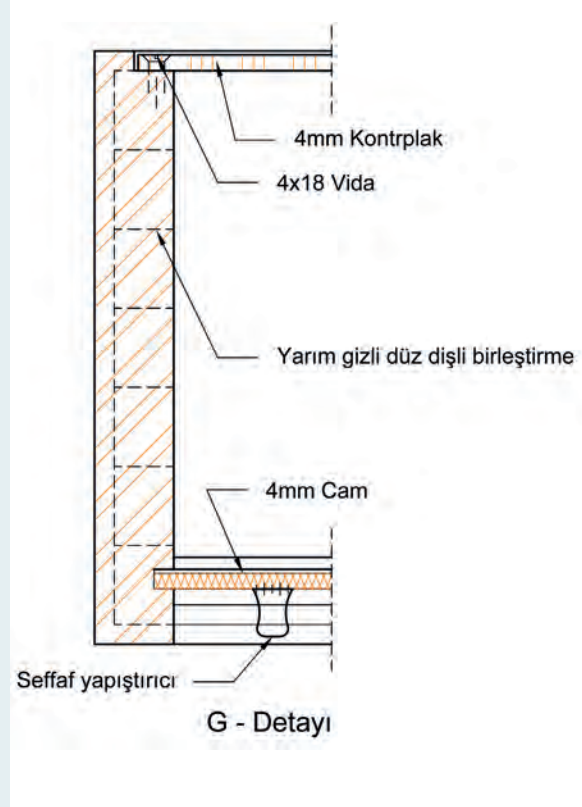 4mm Kontrplak
4x18 Vida
Yarım gizli düz dişli birleştirme
4mm Cam
Seffaf yapıştırıcı
G - Detayı